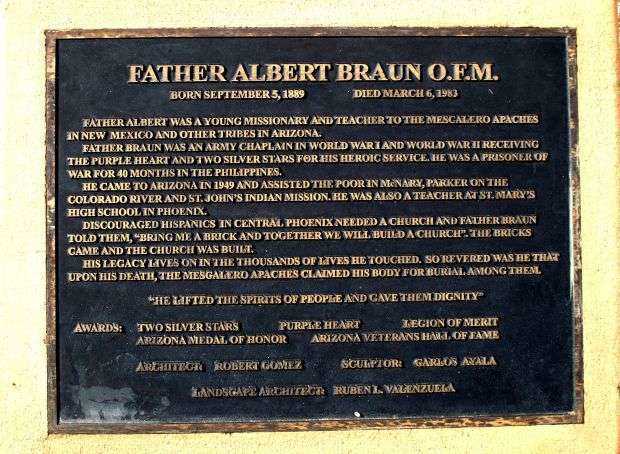 FATHER ALBERT BRAUN O.F.M.
BORN SEPTEMBER 5, 1889 DIED MARCH 6, 1983
FATHER ALBERT WAS A YOUNG MISSIONARY AND TEACHER TO THE MESCALERO APACHES
IN NEW MEXICO AND OTHER TRIBES IN ARIZONA.
FATHER BRAUN WAS AN ARMY CHAPLAIN IN WORLD WAR I AND WORLD WAR II RECEIVING
THE PURPLE HEART AND TWO SILVER STARS FOR HIS HEROIC SERVICE. HE WAS A PRISONER OF
WAR FOR 40 MONTHS IN THE PHILIPPINES.
HE CAME TO ARIZONA IN 1949 AND ASSISTED THE POOR IN McNARY, PARKER ON THE
COLORADO RIVER AND ST. JOHN'S INDIAN MISSION. HE WAS ALSO A TEACHER AT ST. MARY'S
HIGH SCHOOL IN PHOENIX.
DISCOURAGED HISPANICS IN CENTRAL PHOENIX NEEDED A CHURCH AND FATHER BRAUN
TOLD THEM, "BRING ME A BRICK AND TOGETHER WE WILL BUILD A CHURCH". THE BRICKS
CAME AND THE CHURCH WAS BUILT.
HIS LEGACY LIVES ON IN THE THOUSANDS OF LIVES HE TOUCHED. SO REVERED WAS HE THAT
UPON HIS DEATH, THE MESCALERO APACHES CLAIMED HIS BODY FOR BURIAL AMONG THEM.
"HE LIFTED THE SPIRITS OF PEOPLE AND GAVE THEM DIGNITY"
AWARDS: TWO SILVER STARS PURPLE HEART LEGION OF MERIT
ARIZONA MEDAL OF HONOR ARIZONA VETERANS HALL OF FAME
ARCHITECT: ROBERT GOMEZ SCULPTOR: CARLOS AYALA
LANDSCAPE ARCHITECT: RUBEN L. VALENZUELA